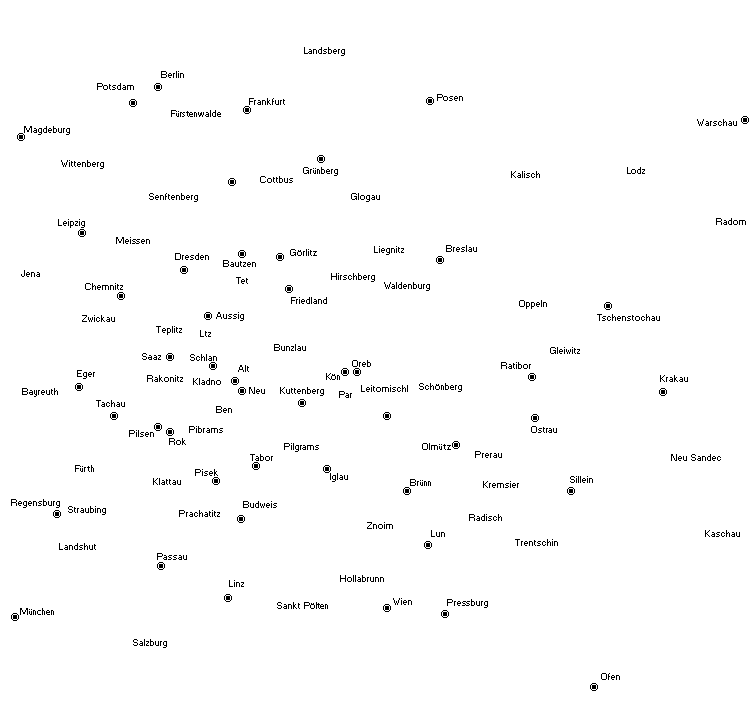 Landsberg
Berlin
Potsdam
Frankfurt
Posen
Fürstenwalde
Warschau
Magdeburg
Wittenberg
Grünberg
Lodz
Kalisch
Cottbus
Senftenberg
Glogau
Radom
Leipzig
Meissen
Liegnitz
Breslau
Görlitz
Dresden
Bautzen
Jena
Hirschberg
Tet
Waldenburg
Chemnitz
Friedland
Oppeln
Aussig
Zwickau
Tschenstochau
Teplitz
Ltz
Bunzlau
Gleiwitz
Saaz
Schlan
Oreb
Ratibor
Alt
Eger
Kön
Rakonitz
Kladno
Krakau
Schönberg
Leitomischl
Bayreuth
Neu
Kuttenberg
Par
Tachau
Ben
Pilsen
Pibrams
Ostrau
Rok
Pilgrams
Olmütz
Prerau
Tabor
Neu Sandec
Fürth
Pisek
Iglau
Klattau
Brünn
Kremsier
Sillein
Regensburg
Straubing
Budweis
Prachatitz
Radisch
Znoim
Lun
Kaschau
Trentschin
Landshut
Passau
Hollabrunn
Linz
Sankt Pölten
Wien
Pressburg
München
Salzburg
Ofen